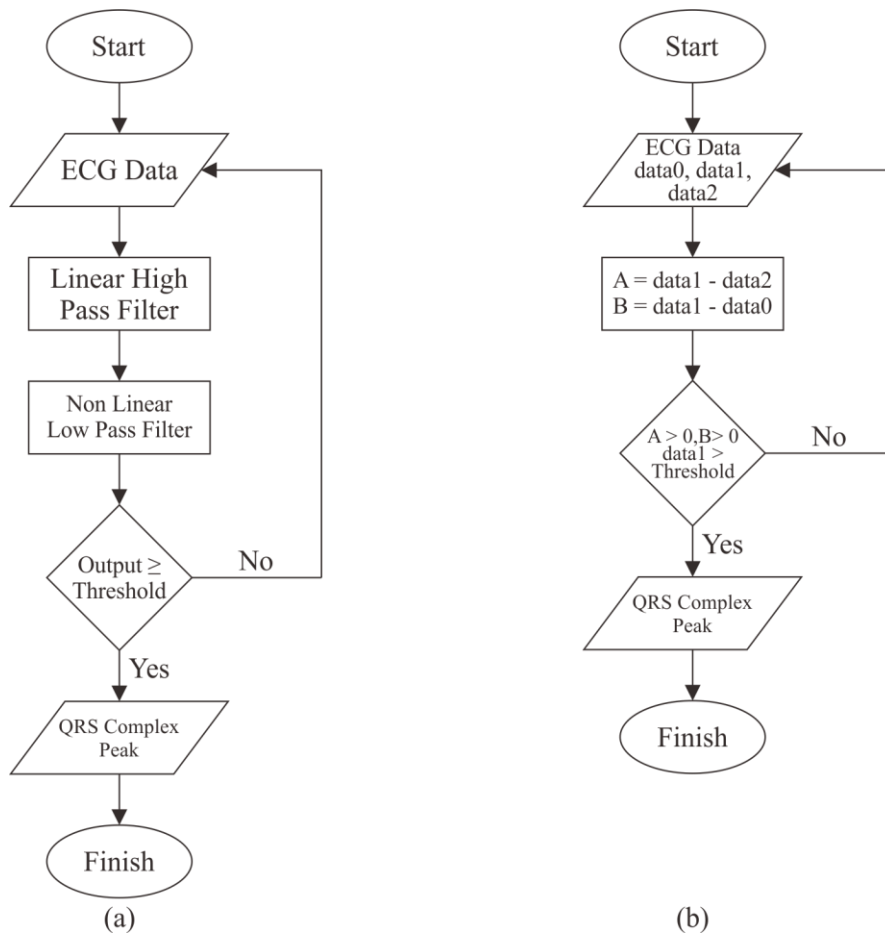 Start
ECG Data
Linear High
Pass Filter
Non Linear
Low Pass Filter
Output ≥
Threshold
No
Yes
QRS Complex
Peak
Finish
(a)
Start
ECG Data
data0, data1,
data2
A = data1 - data2
B = data1 - data0
A > 0,B> 0
data1 >
Threshold
No
Yes
QRS Complex
Peak
Finish
(b)